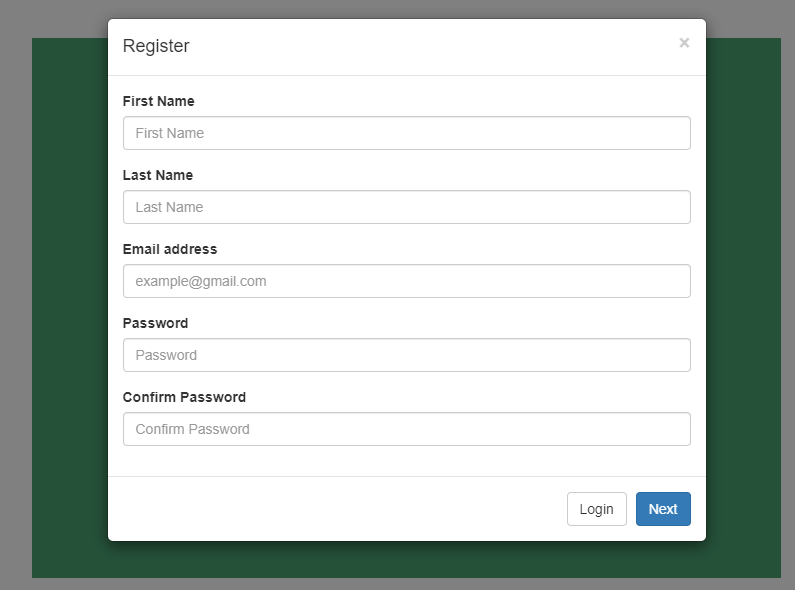 Register ×
First Name
First Name
Last Name
Last Name
Email address
example@gmail.com
Password
Password
Confirm Password
Confirm Password
Login Next